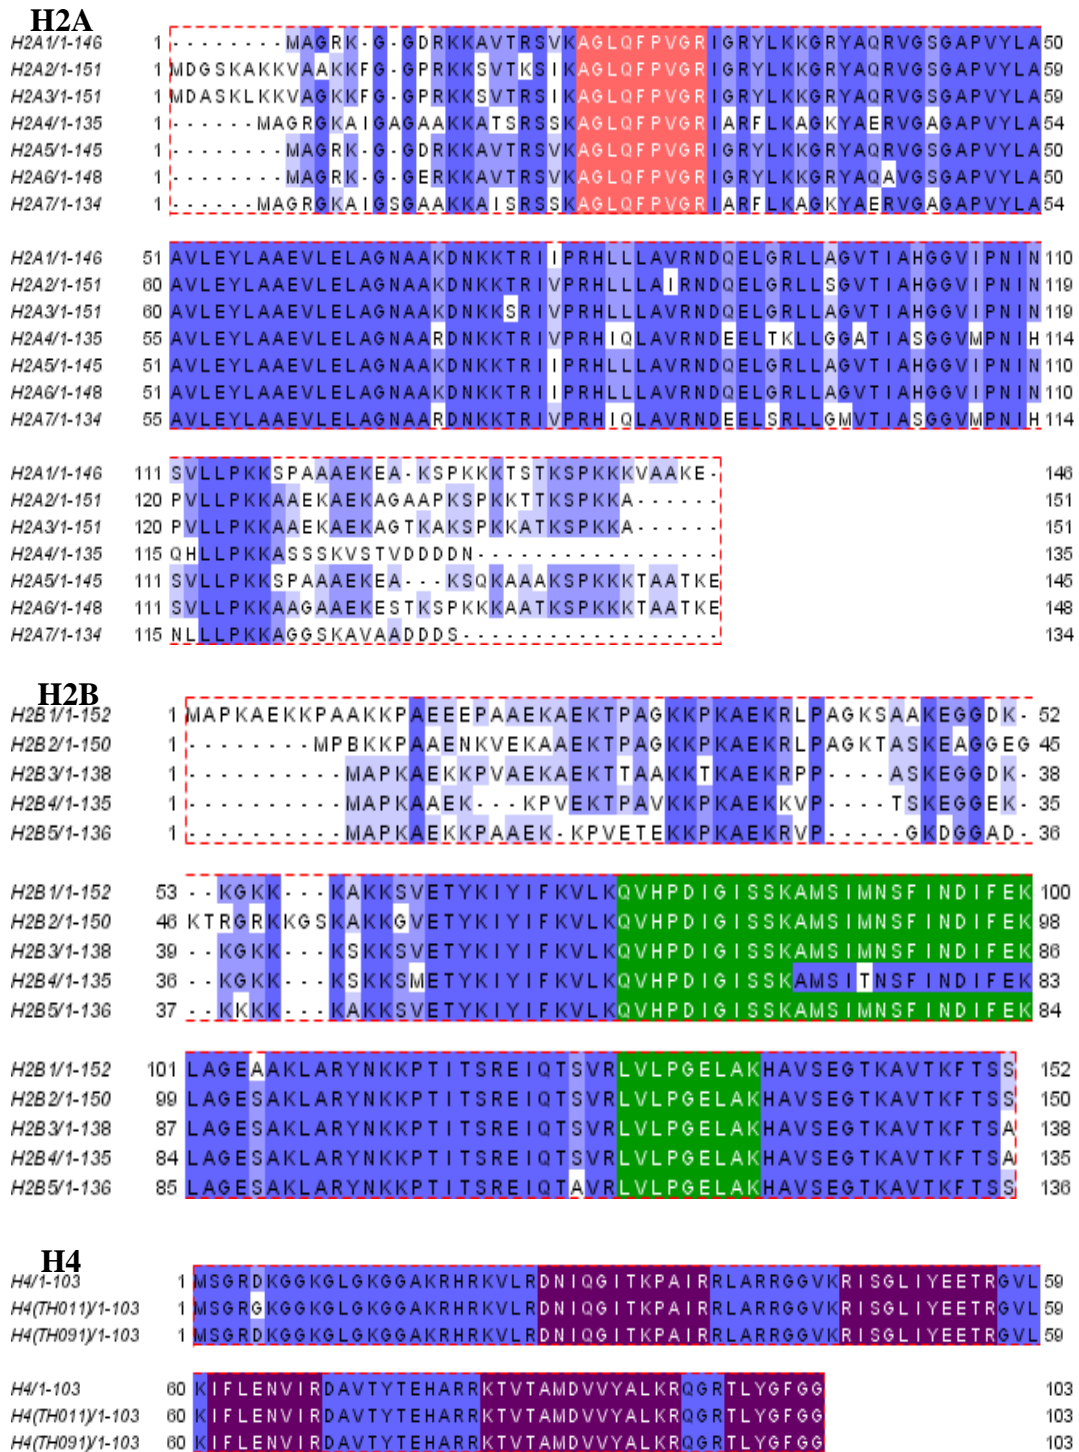 H2A
H2A1/1-146 1 --------MAGRK-G-GDRKKAVTRSVKAGLQFPVGRIGRYLKKGRYAQRVGSGAPVYLA 50
H2A2/1-151 1 MDGSKAKKVAAKKFG-GPRKKSVTKSIKAGLQFPVGRIGRYLKKGRYAQRVGSGAPVYLA 59
H2A3/1-151 1 MDASKLKKVAGKKFG-GPRKKSVTRSIKAGLQFPVGRIGRYLKKGRYAQRVGSGAPVYLA 59
H2A4/1-135 1 ------MAGRGKAIGAGAAKKATSRSSKAGLQFPVGRIARFLKAGKYAERVGAGAPVYLA 54
H2A5/1-145 1 --------MAGRK-G-GDRKKAVTRSVKAGLQFPVGRIGRYLKKGRYAQRVGSGAPVYLA 50
H2A6/1-148 1 --------MAGRK-G-GERKKAVTRSVKAGLQFPVGRIGRYLKKGRYAQAVGSGAPVYLA 50
H2A7/1-134 1 ------MAGRGKAIGSGAAKKAISRSSKAGLQFPVGRIARFLKAGKYAERVGAGAPVYLA 54
H2A1/1-146 51 AVLEYLAAEVLELAGNAAKDNKKTRIIPRHLLLAVRNDQELGRLLAGVTIAHGGVIPNIN 110
H2A2/1-151 60 AVLEYLAAEVLELAGNAAKDNKKTRIVPRHLLLAIRNDQELGRLLSGVTIAHGGVIPNIN 119
H2A3/1-151 60 AVLEYLAAEVLELAGNAAKDNKKSRIVPRHLLLAVRNDQELGRLLAGVTIAHGGVIPNIN 119
H2A4/1-135 55 AVLEYLAAEVLELAGNAARDNKKTRIVPRHIQLAVRNDEELTKLLGGATIASGGVMPNIH 114
H2A5/1-145 51 AVLEYLAAEVLELAGNAAKDNKKTRIIPRHLLLAVRNDQELGRLLAGVTIAHGGVIPNIN 110
H2A6/1-148 51 AVLEYLAAEVLELAGNAAKDNKKTRIIPRHLLLAVRNDQELGRLLAGVTIAHGGVIPNIN 110
H2A7/1-134 55 AVLEYLAAEVLELAGNAARDNKKTRIVPRHIQLAVRNDEELSRLLGMVTIASGGVMPNIH 114
H2A1/1-146 111 SVLLPKKSPAAAEKEA-KSPKKKTSTKSPKKKVAAKE- 146
H2A2/1-151 120 PVLLPKKAAEKAEKAGAAPKSPKKTTKSPKKA------ 151
H2A3/1-151 120 PVLLPKKAAEKAEKAGTKAKSPKKATKSPKKA------ 151
H2A4/1-135 115 QHLLPKKASSSKVSTVDDDDN----------------- 135
H2A5/1-145 111 SVLLPKKSPAAAEKEA---KSQKAAAKSPKKKTAATKE 145
H2A6/1-148 111 SVLLPKKAAGAAEKESTKSPKKKAATKSPKKKTAATKE 148
H2A7/1-134 115 NLLLPKKAGGSKAVAADDDS------------------ 134
H2B
H2B1/1-152 1 MAPKAEKKPAAKKPAEEEPAAEKAEKTPAGKKPKAEKRLPAGKSAAKEGGDK- 52
H2B2/1-150 1 --------MPBKKPAAENKVEKAAEKTPAGKKPKAEKRLPAGKTASKEAGGEG 45
H2B3/1-138 1 ----------MAPKAEKKPVAEKAEKTTAAKKTKAEKRPP----ASKEGGDK- 38
H2B4/1-135 1 ----------MAPKAAEK---KPVEKTPAVKKPKAEKKVP----TSKEGGEK- 35
H2B5/1-136 1 ----------MAPKAEKKPAAEK-KPVETEKKPKAEKRVP-----GKDGGAD- 36
H2B1/1-152 53 --KGKK---KAKKSVETYKIYIFKVLKQVHPDIGISSKAMSIMNSFINDIFEK 100
H2B2/1-150 46 KTRGRKKGSKAKKGVETYKIYIFKVLKQVHPDIGISSKAMSIMNSFINDIFEK 98
H2B3/1-138 39 --KGKK---KSKKSVETYKIYIFKVLKQVHPDIGISSKAMSIMNSFINDIFEK 86
H2B4/1-135 36 --KGKK---KSKKSMETYKIYIFKVLKQVHPDIGISSKAMSITNSFINDIFEK 83
H2B5/1-136 37 --KKKK---KAKKSVETYKIYIFKVLKQVHPDIGISSKAMSIMNSFINDIFEK 84
H2B1/1-152 101 LAGEAAKLARYNKKPTITSREIQTSVRLVLPGELAKHAVSEGTKAVTKFTSS 152
H2B2/1-150 99 LAGESAKLARYNKKPTITSREIQTSVRLVLPGELAKHAVSEGTKAVTKFTSS 150
H2B3/1-138 87 LAGESAKLARYNKKPTITSREIQTSVRLVLPGELAKHAVSEGTKAVTKFTSA 138
H2B4/1-135 84 LAGESAKLARYNKKPTITSREIQTSVRLVLPGELAKHAVSEGTKAVTKFTSA 135
H2B5/1-136 85 LAGESAKLARYNKKPTITSREIQTAVRLVLPGELAKHAVSEGTKAVTKFTSS 136
H4
H4/1-103 1 MSGRDKGGKGLGKGGAKRHRKVLRDNIQGITKPAIRRLARRGGVKRISGLIYEETRGVL 59
H4(TH011)/1-103 1 MSGRGKGGKGLGKGGAKRHRKVLRDNIQGITKPAIRRLARRGGVKRISGLIYEETRGVL 59
H4(TH091)/1-103 1 MSGRDKGGKGLGKGGAKRHRKVLRDNIQGITKPAIRRLARRGGVKRISGLIYEETRGVL 59
H4/1-103 60 KIFLENVIRDAVTYTEHARRKTVTAMDVVYALKRQGRTLYGFGG 103
H4(TH011)/1-103 60 KIFLENVIRDAVTYTEHARRKTVTAMDVVYALKRQGRTLYGFGG 103
H4(TH091)/1-103 60 KIFLENVIRDAVTYTEHARRKTVTAMDVVYALKRQGRTLYGFGG 103